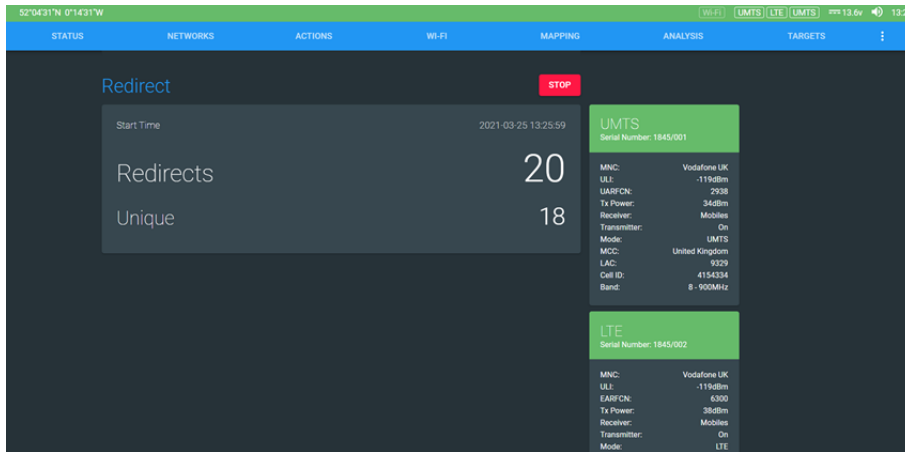 52°04'31"N 0°14'31"W Wi-Fi UMTS LTE UMTS 13.6v
STATUS NETWORKS ACTIONS WI-FI MAPPING ANALYSIS TARGETS
Redirect STOP
Start Time 2021-03-25 13:25:59
Redirects 20
Unique 18
UMTS
Serial Number: 1845/001
MNC: Vodafone UK
ULI: -119dBm
UARFCN: 2938
Tx Power: 34dBm
Receiver: Mobiles
Transmitter: On
Mode: UMTS
MCC: United Kingdom
LAC: 9329
Cell ID: 4154334
Band: 8 - 900MHz
LTE
Serial Number: 1845/002
MNC: Vodafone UK
ULI: -119dBm
EARFCN: 6300
Tx Power: 38dBm
Receiver: Mobiles
Transmitter: On
Mode: LTE